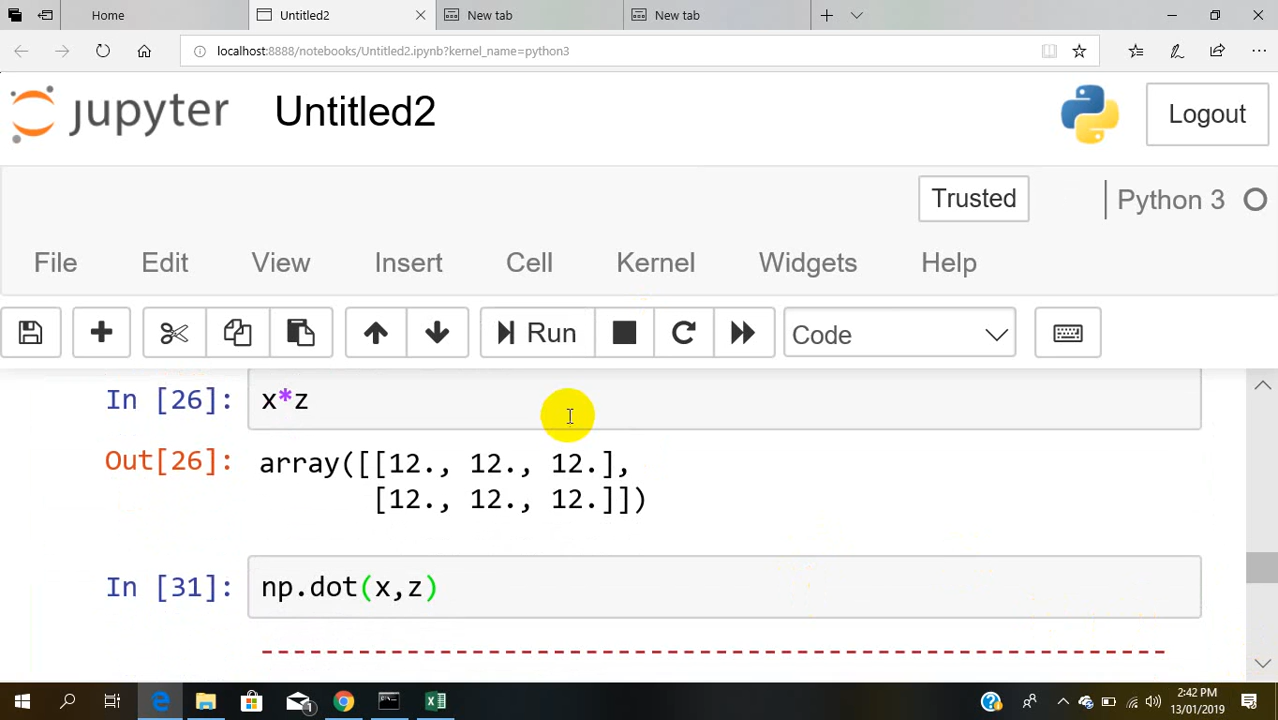 Home
Untitled2
New tab
New tab
localhost:8888/notebooks/Untitled2.ipynb?kernel_name=python3
jupyter Untitled2
Logout
Trusted
Python 3
File Edit View Insert Cell Kernel Widgets Help
Run
Code
In [26]: x*z
Out[26]: array([[12., 12., 12.],
[12., 12., 12.]])
In [31]: np.dot(x,z)
---------------------------------------------------------------------------
2:42 PM
13/01/2019